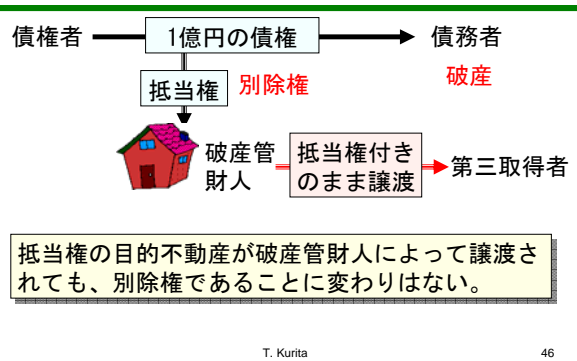 債権者
1億円の債権
債務者
抵当権
別除権
破産
破産管
財人
抵当権付き
のまま譲渡
第三取得者
抵当権の目的不動産が破産管財人によって譲渡さ
れても、別除権であることに変わりはない。
T. Kurita
46